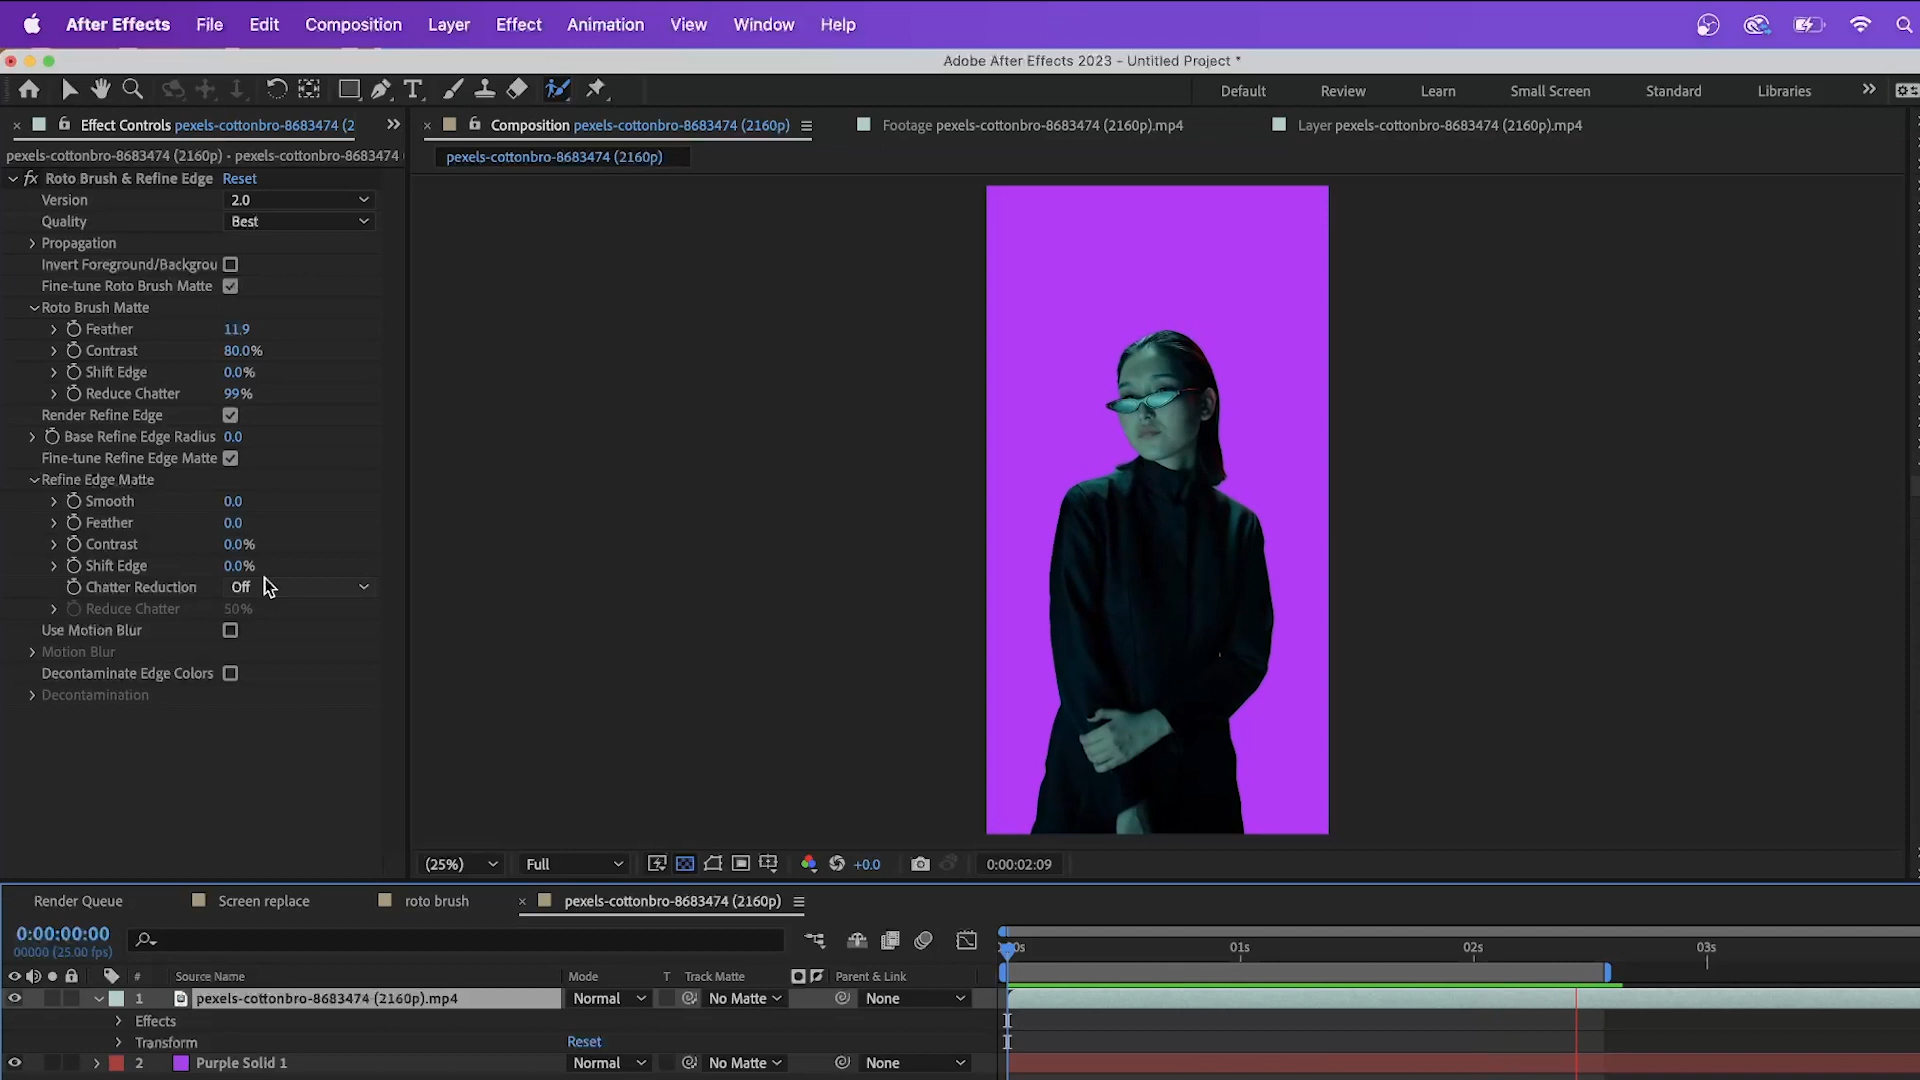 After Effects File Edit Composition Layer Effect Animation View Window Help
Adobe After Effects 2023 - Untitled Project *
Default Review Learn Small Screen Standard Libraries
Effect Controls pexels-cottonbro-8683474 (2
Composition pexels-cottonbro-8683474 (2160p)
Footage pexels-cottonbro-8683474 (2160p).mp4
Layer pexels-cottonbro-8683474 (2160p).mp4
pexels-cottonbro-8683474 (2160p) • pexels-cottonbro-8683474
pexels-cottonbro-8683474 (2160p)
fx Roto Brush & Refine Edge Reset
Version 2.0
Quality Best
Propagation
Invert Foreground/Backgrou
Fine-tune Roto Brush Matte
Roto Brush Matte
Feather 11.9
Contrast 80.0%
Shift Edge 0.0%
Reduce Chatter 99%
Render Refine Edge
Base Refine Edge Radius 0.0
Fine-tune Refine Edge Matte
Refine Edge Matte
Smooth 0.0
Feather 0.0
Contrast 0.0%
Shift Edge 0.0%
Chatter Reduction Off
Reduce Chatter 50%
Use Motion Blur
Motion Blur
Decontaminate Edge Colors
Decontamination
(25%) Full +0.0 0:00:02:09
Render Queue Screen replace roto brush pexels-cottonbro-8683474 (2160p)
0:00:00:00
00000 (25.00 fps)
0s 01s 02s 03s
# Source Name Mode T Track Matte Parent & Link
1 pexels-cottonbro-8683474 (2160p).mp4 Normal No Matte None
Effects
Transform Reset
2 Purple Solid 1 Normal No Matte None